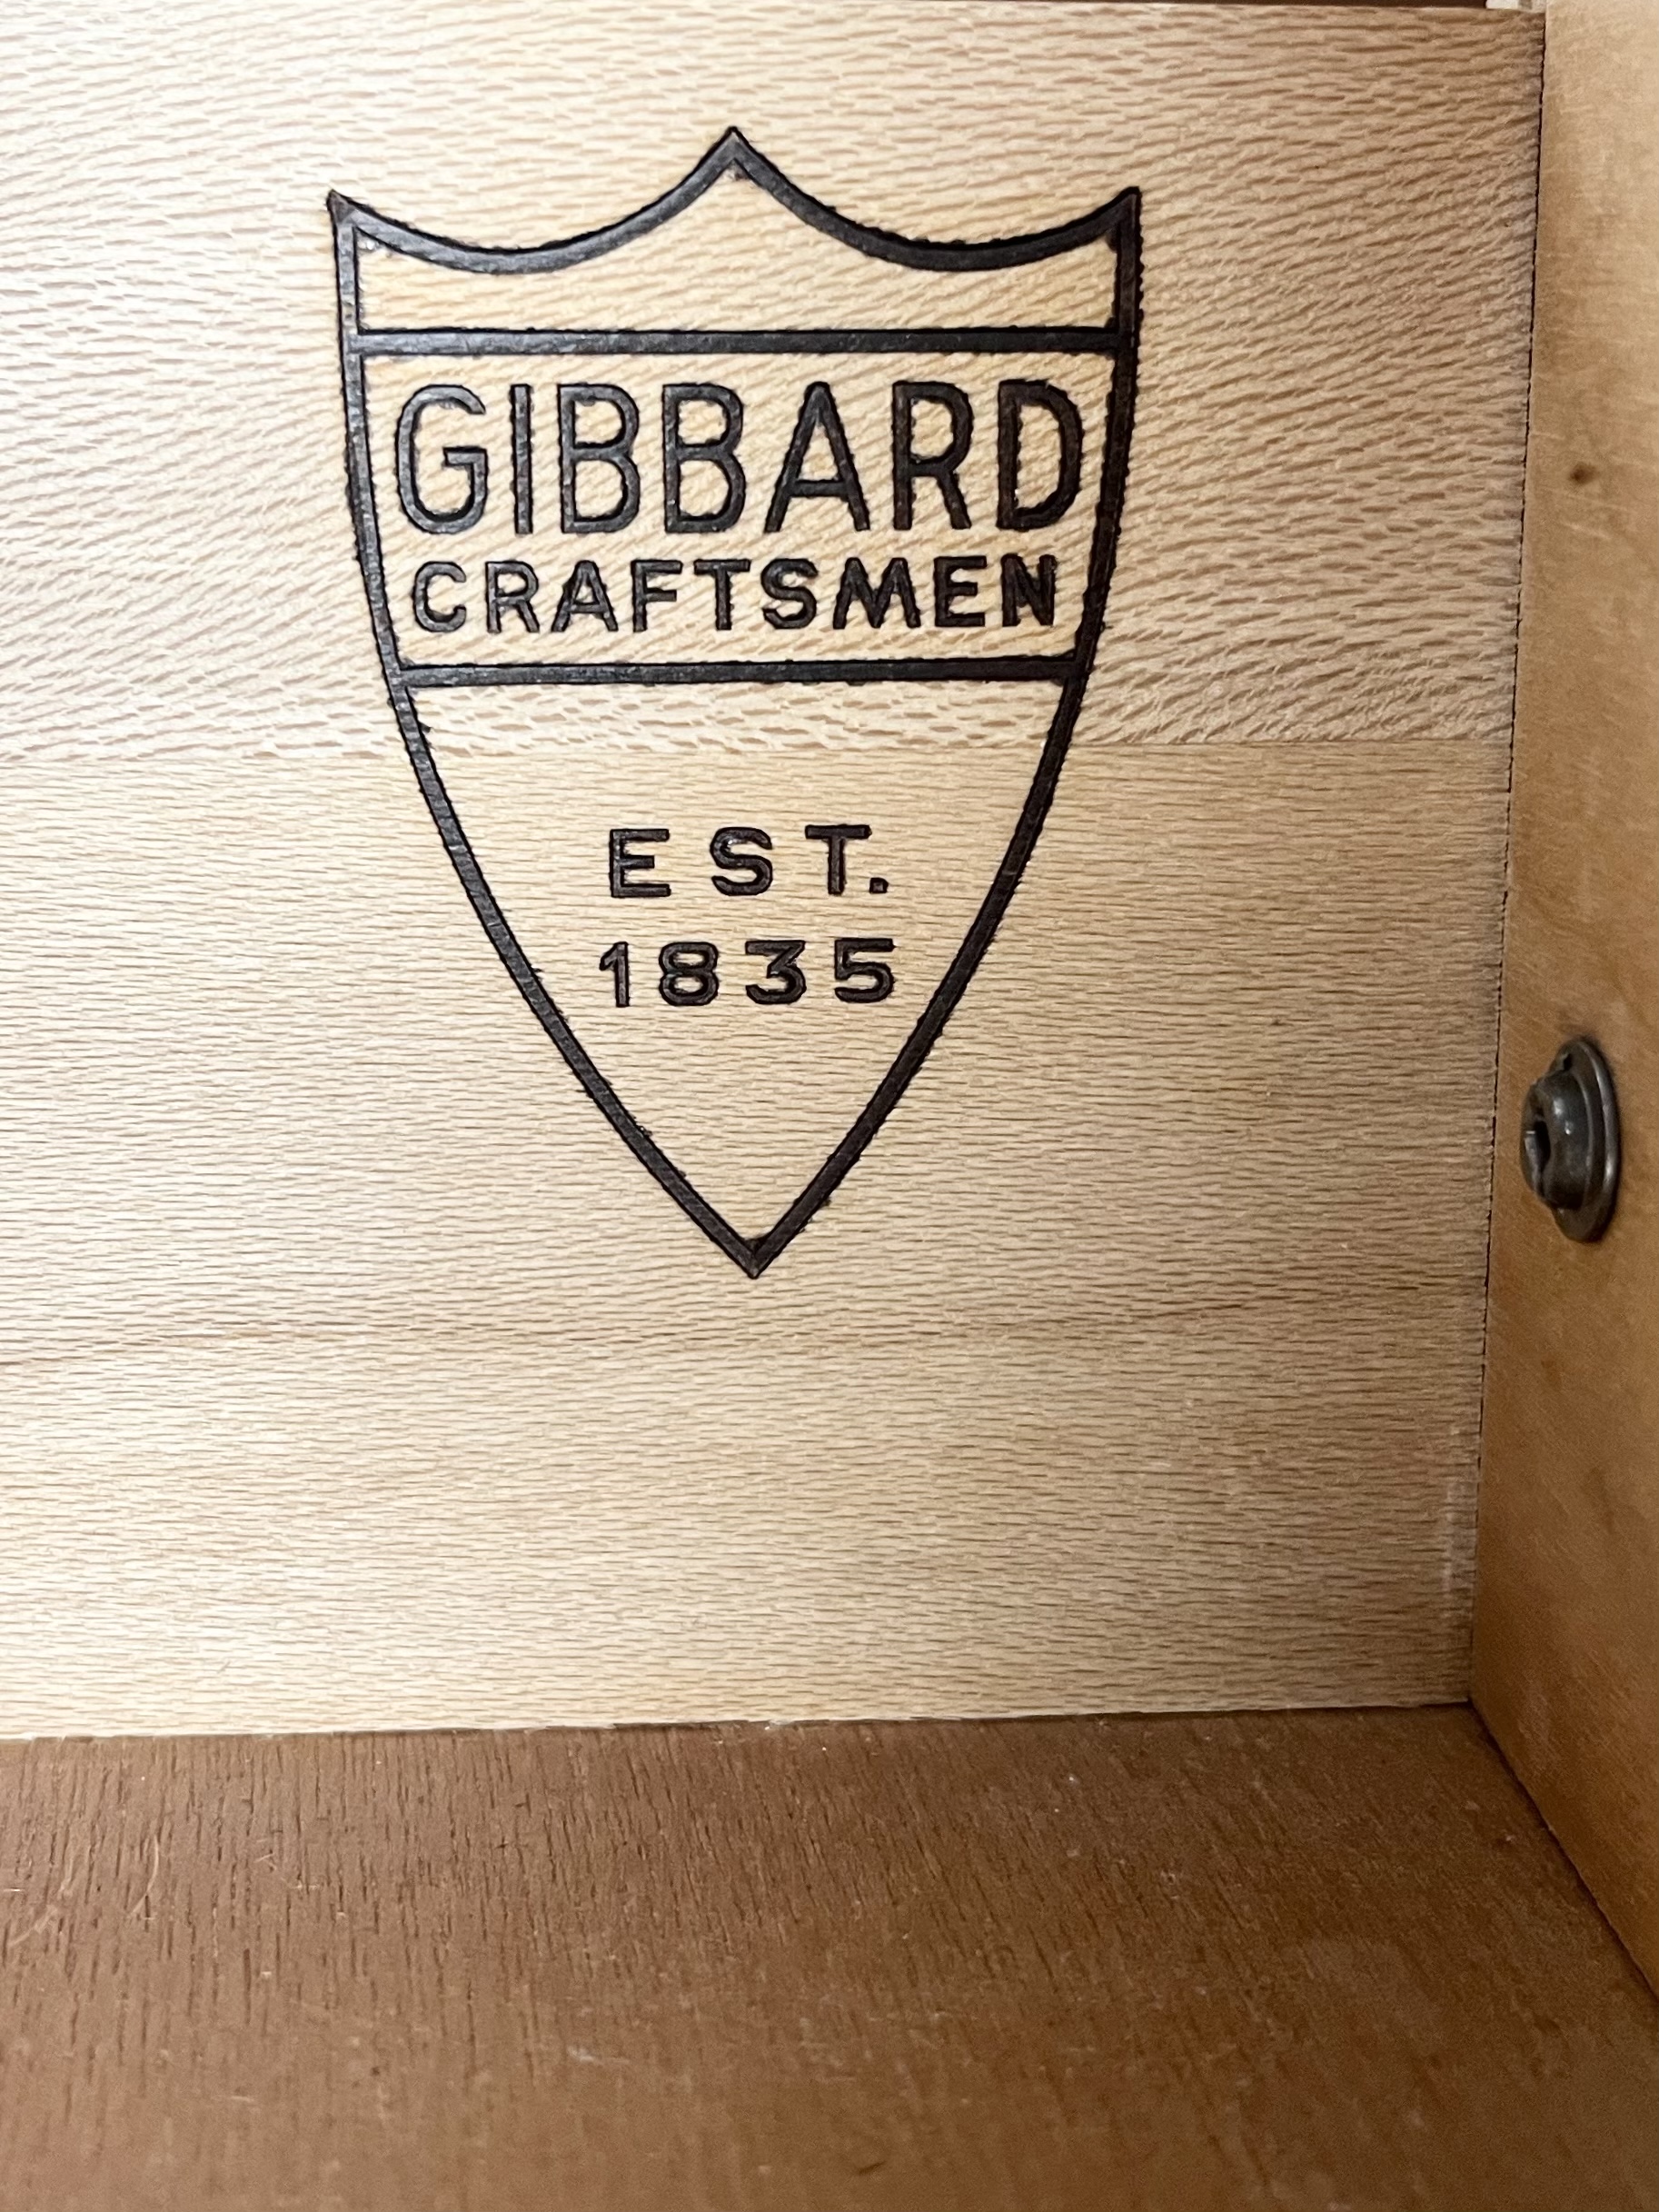 GIBBARD
CRAFTSMEN
EST.
1835